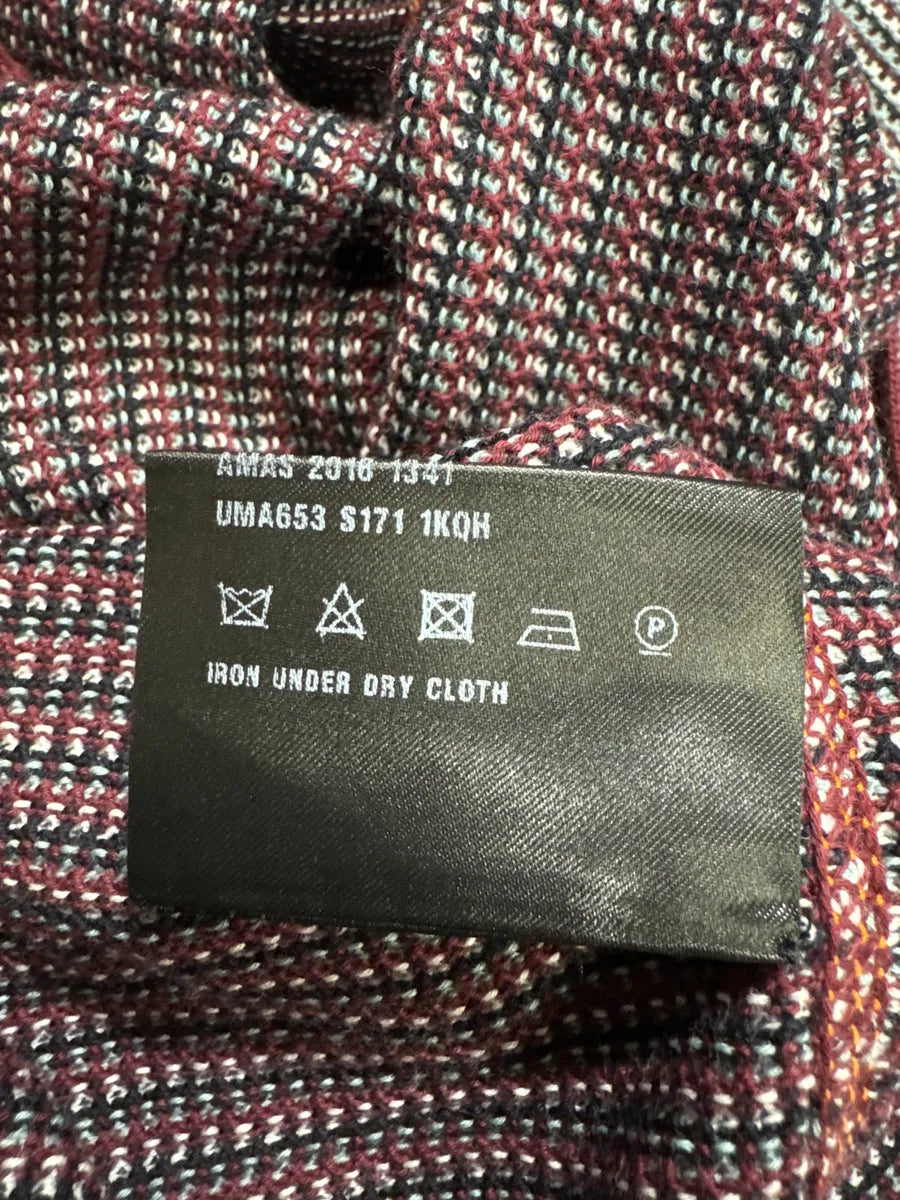 AMAS 2016 1341
UMA653 S171 1KQH
P
IRON UNDER DRY CLOTH